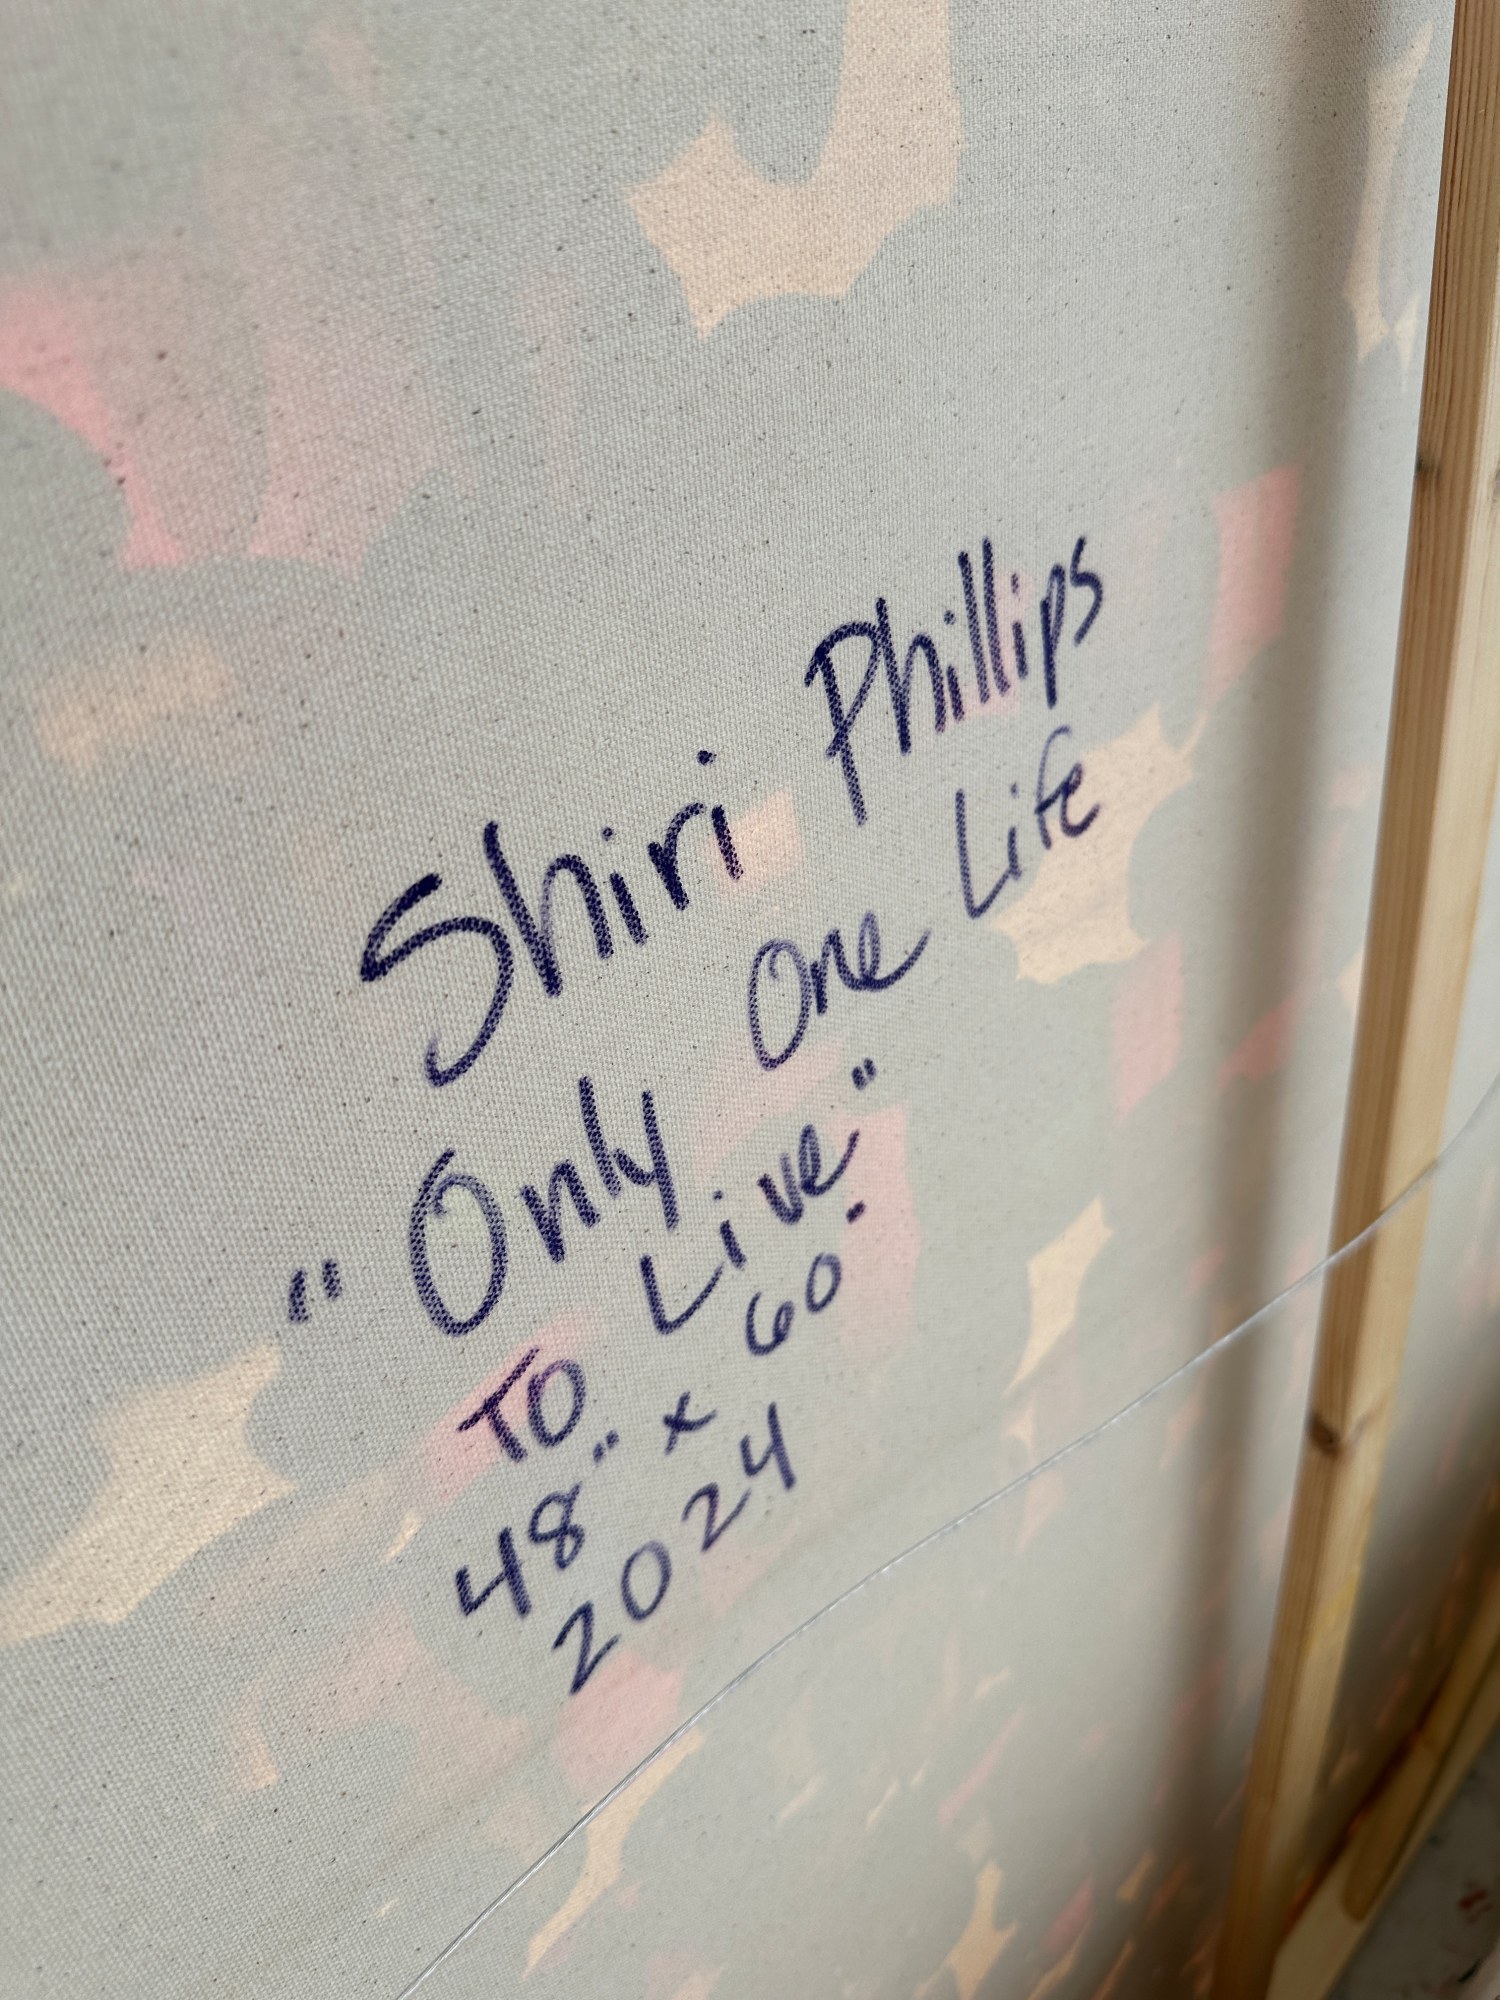 Shiri Phillips
"Only One Life
To Live"
48" x 60"
2024